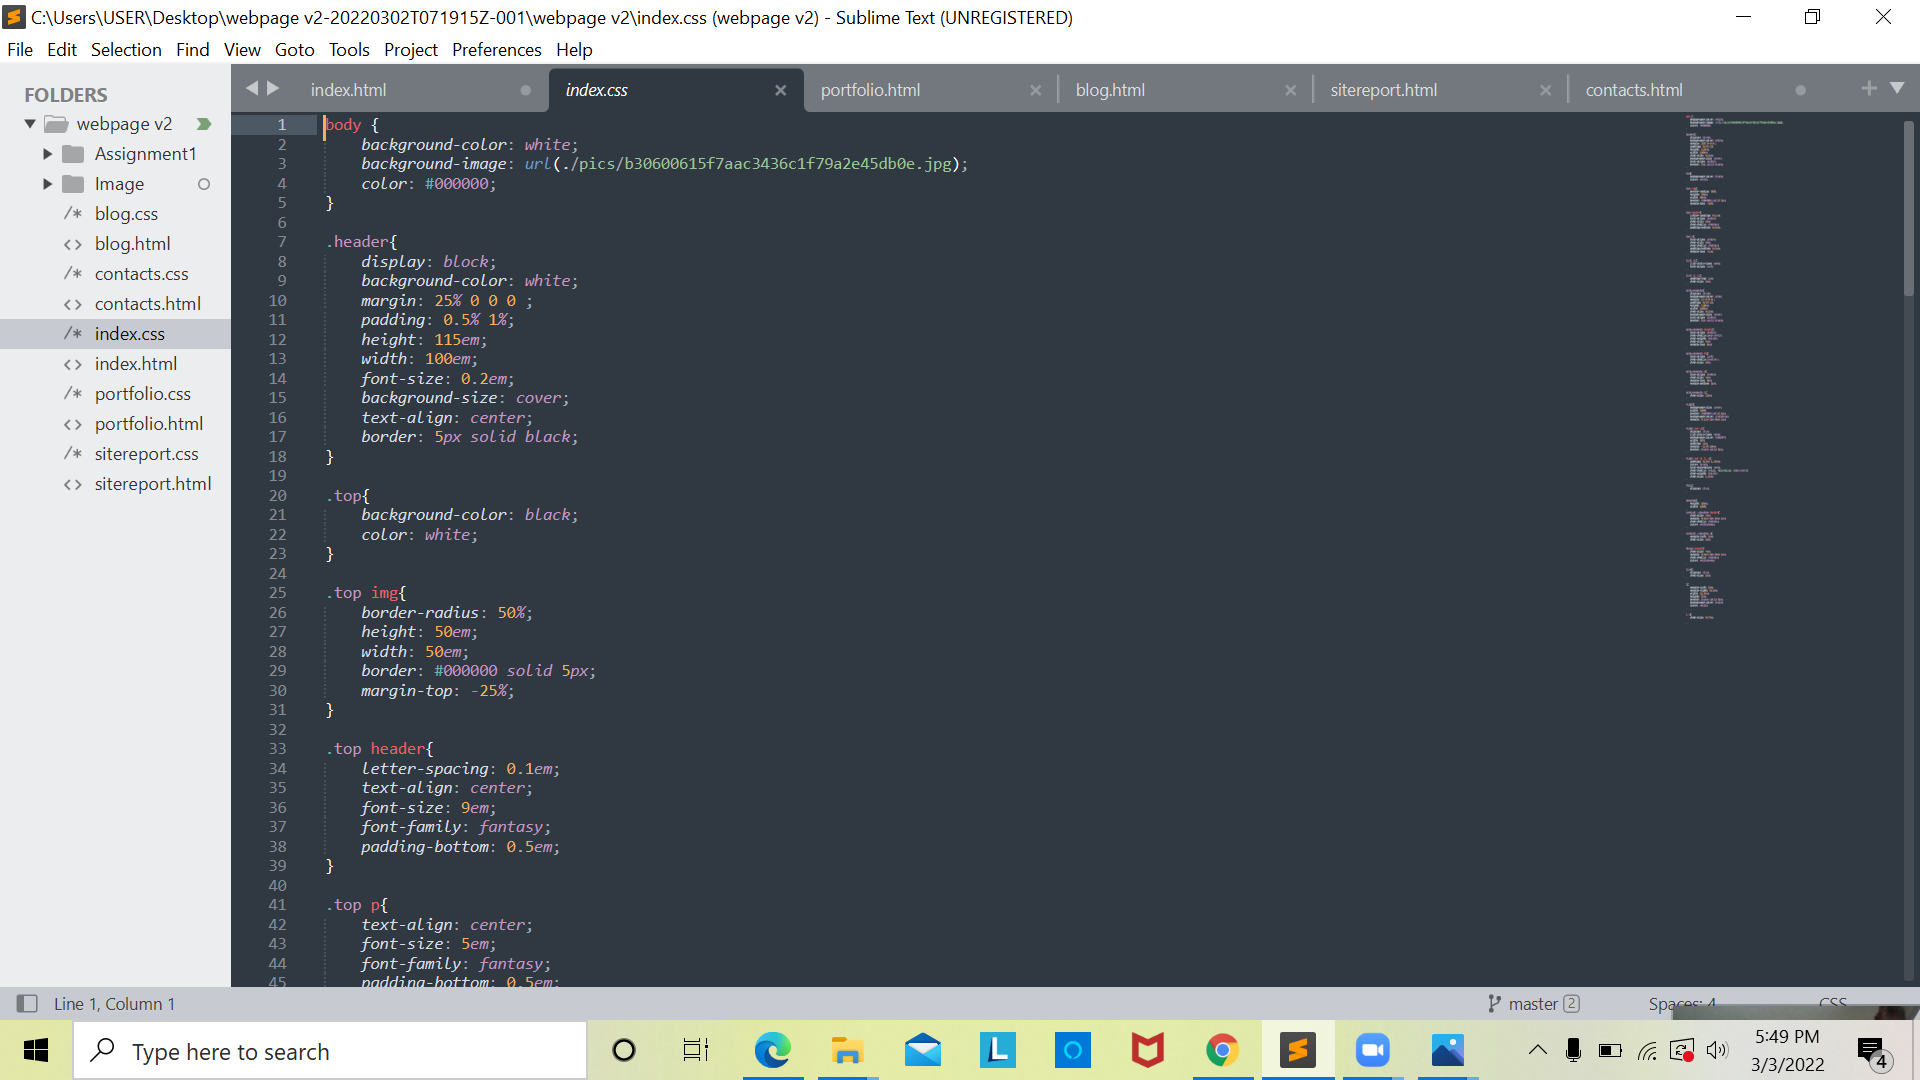 C:\Users\USER\Desktop\webpage v2-20220302T071915Z-001\webpage v2\index.css (webpage v2) - Sublime Text (UNREGISTERED)
File Edit Selection Find View Goto Tools Project Preferences Help
FOLDERS
webpage v2
Assignment1
Image
/* blog.css
<> blog.html
/* contacts.css
<> contacts.html
/* index.css
<> index.html
/* portfolio.css
<> portfolio.html
/* sitereport.css
<> sitereport.html
index.html index.css portfolio.html blog.html sitereport.html contacts.html
1 body {
2 background-color: white;
3 background-image: url(./pics/b30600615f7aac3436c1f79a2e45db0e.jpg);
4 color: #000000;
5 }
6
7 .header{
8 display: block;
9 background-color: white;
10 margin: 25% 0 0 0 ;
11 padding: 0.5% 1%;
12 height: 115em;
13 width: 100em;
14 font-size: 0.2em;
15 background-size: cover;
16 text-align: center;
17 border: 5px solid black;
18 }
19
20 .top{
21 background-color: black;
22 color: white;
23 }
24
25 .top img{
26 border-radius: 50%;
27 height: 50em;
28 width: 50em;
29 border: #000000 solid 5px;
30 margin-top: -25%;
31 }
32
33 .top header{
34 letter-spacing: 0.1em;
35 text-align: center;
36 font-size: 9em;
37 font-family: fantasy;
38 padding-bottom: 0.5em;
39 }
40
41 .top p{
42 text-align: center;
43 font-size: 5em;
44 font-family: fantasy;
45 padding-bottom: 0.5em;
Line 1, Column 1
master 2
Spaces: 4
CSS
Type here to search
5:49 PM
3/3/2022
4